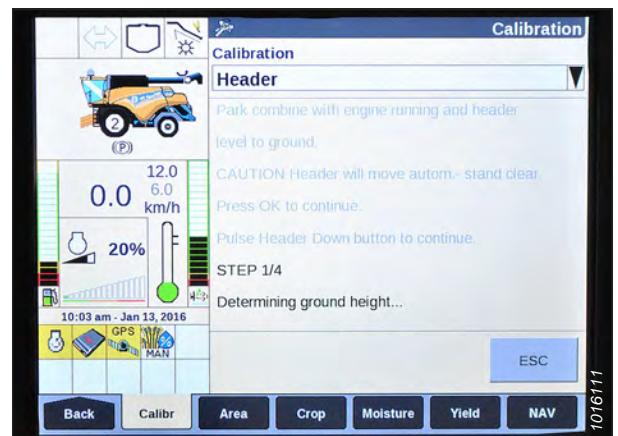 Calibration
Calibration
Header
Park combine with engine running and header
level to ground.
CAUTION Header will move autom.- stand clear.
Press OK to continue.
Pulse Header Down button to continue.
STEP 1/4
Determining ground height...
ESC
2
(P)
12.0
0.0 6.0
km/h
20%
10:03 am - Jan 13, 2016
GPS
MAN
Back Calibr Area Crop Moisture Yield NAV
1016111